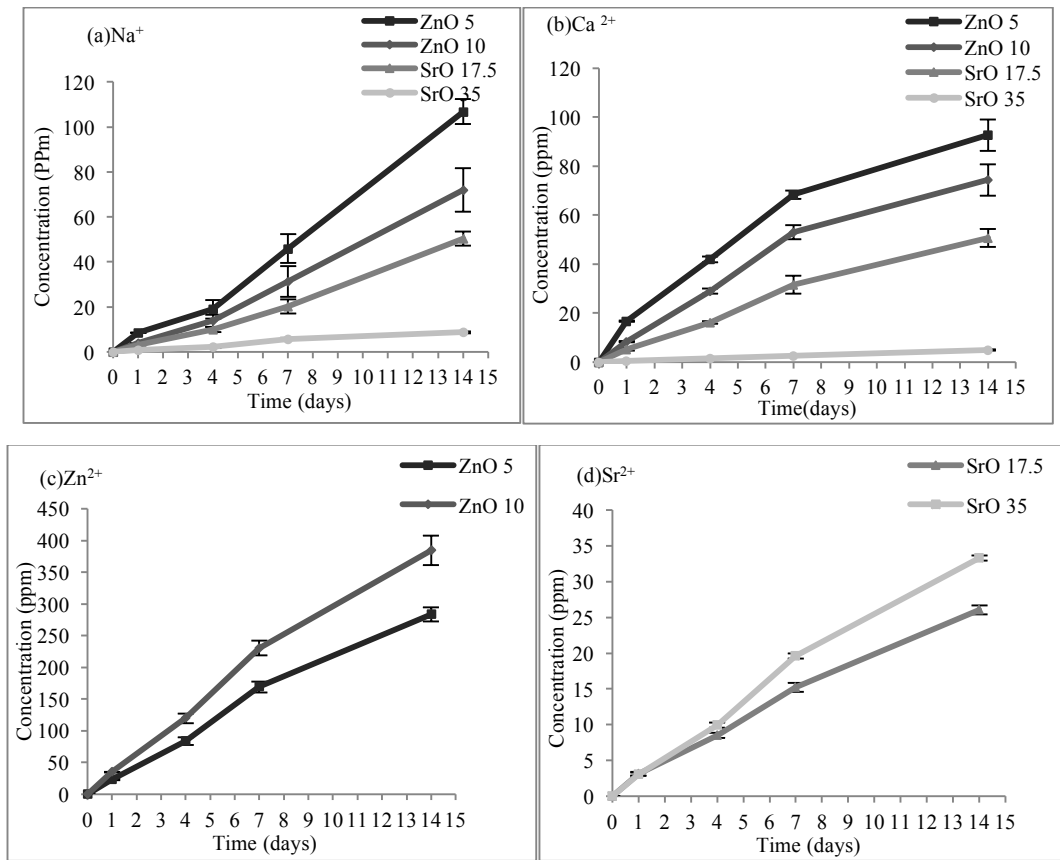 (a)Na⁺
ZnO 5
ZnO 10
SrO 17.5
SrO 35
Concentration (PPm)
120
100
80
60
40
20
0
0 1 2 3 4 5 6 7 8 9 10 11 12 13 14 15
Time (days)
(b)Ca ²⁺
ZnO 5
ZnO 10
SrO 17.5
SrO 35
Concentration (ppm)
120
100
80
60
40
20
0
0 1 2 3 4 5 6 7 8 9 10 11 12 13 14 15
Time(days)
(c)Zn²⁺
ZnO 5
ZnO 10
Concentration (ppm)
450
400
350
300
250
200
150
100
50
0
0 1 2 3 4 5 6 7 8 9 10 11 12 13 14 15
Time (days)
(d)Sr²⁺
SrO 17.5
SrO 35
Concentration (ppm)
40
35
30
25
20
15
10
5
0
0 1 2 3 4 5 6 7 8 9 10 11 12 13 14 15
Time (days)